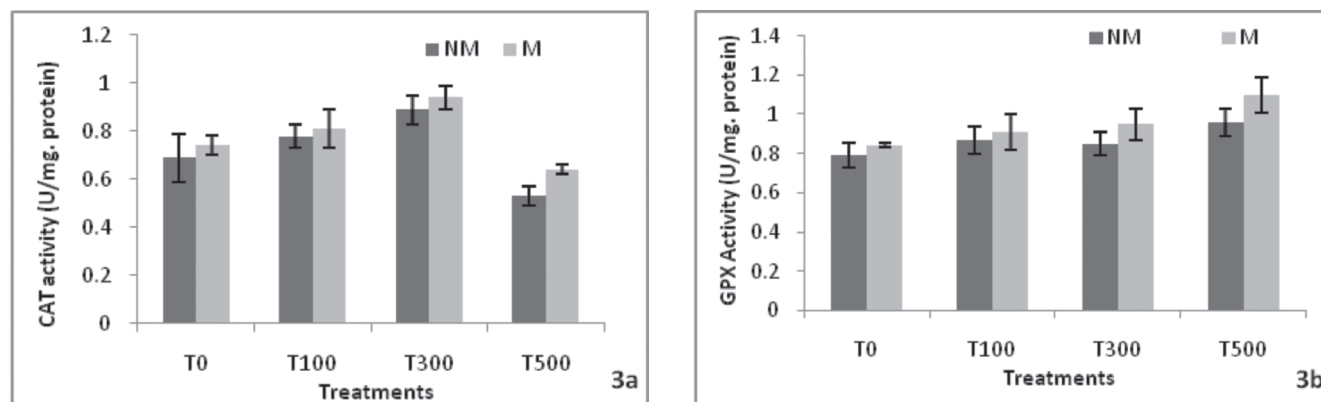 1.2
1
0.8
0.6
0.4
0.2
0
CAT activity (U/mg. protein)
NM M
T0 T100 T300 T500
Treatments
3a
1.4
1.2
1
0.8
0.6
0.4
0.2
0
GPX Activity (U/mg. protein)
NM M
T0 T100 T300 T500
Treatments
3b